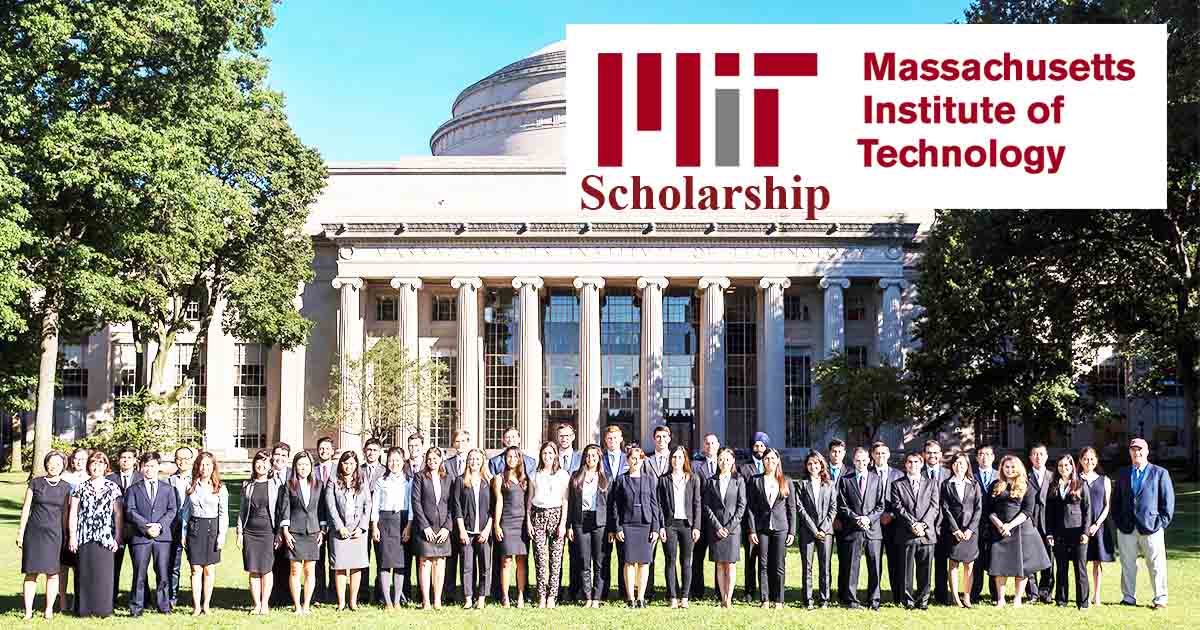 MIT
Scholarship
Massachusetts
Institute of
Technology